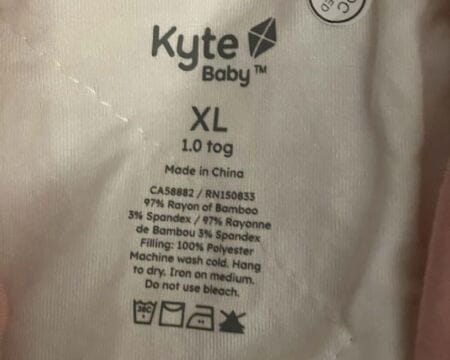 Kyte
Baby™
XL
1.0 tog
Made in China
CA58882 / RN150833
97% Rayon of Bamboo
3% Spandex / 97% Rayonne
de Bambou 3% Spandex
Filling: 100% Polyester
Machine wash cold. Hang
to dry. Iron on medium.
Do not use bleach.
30C